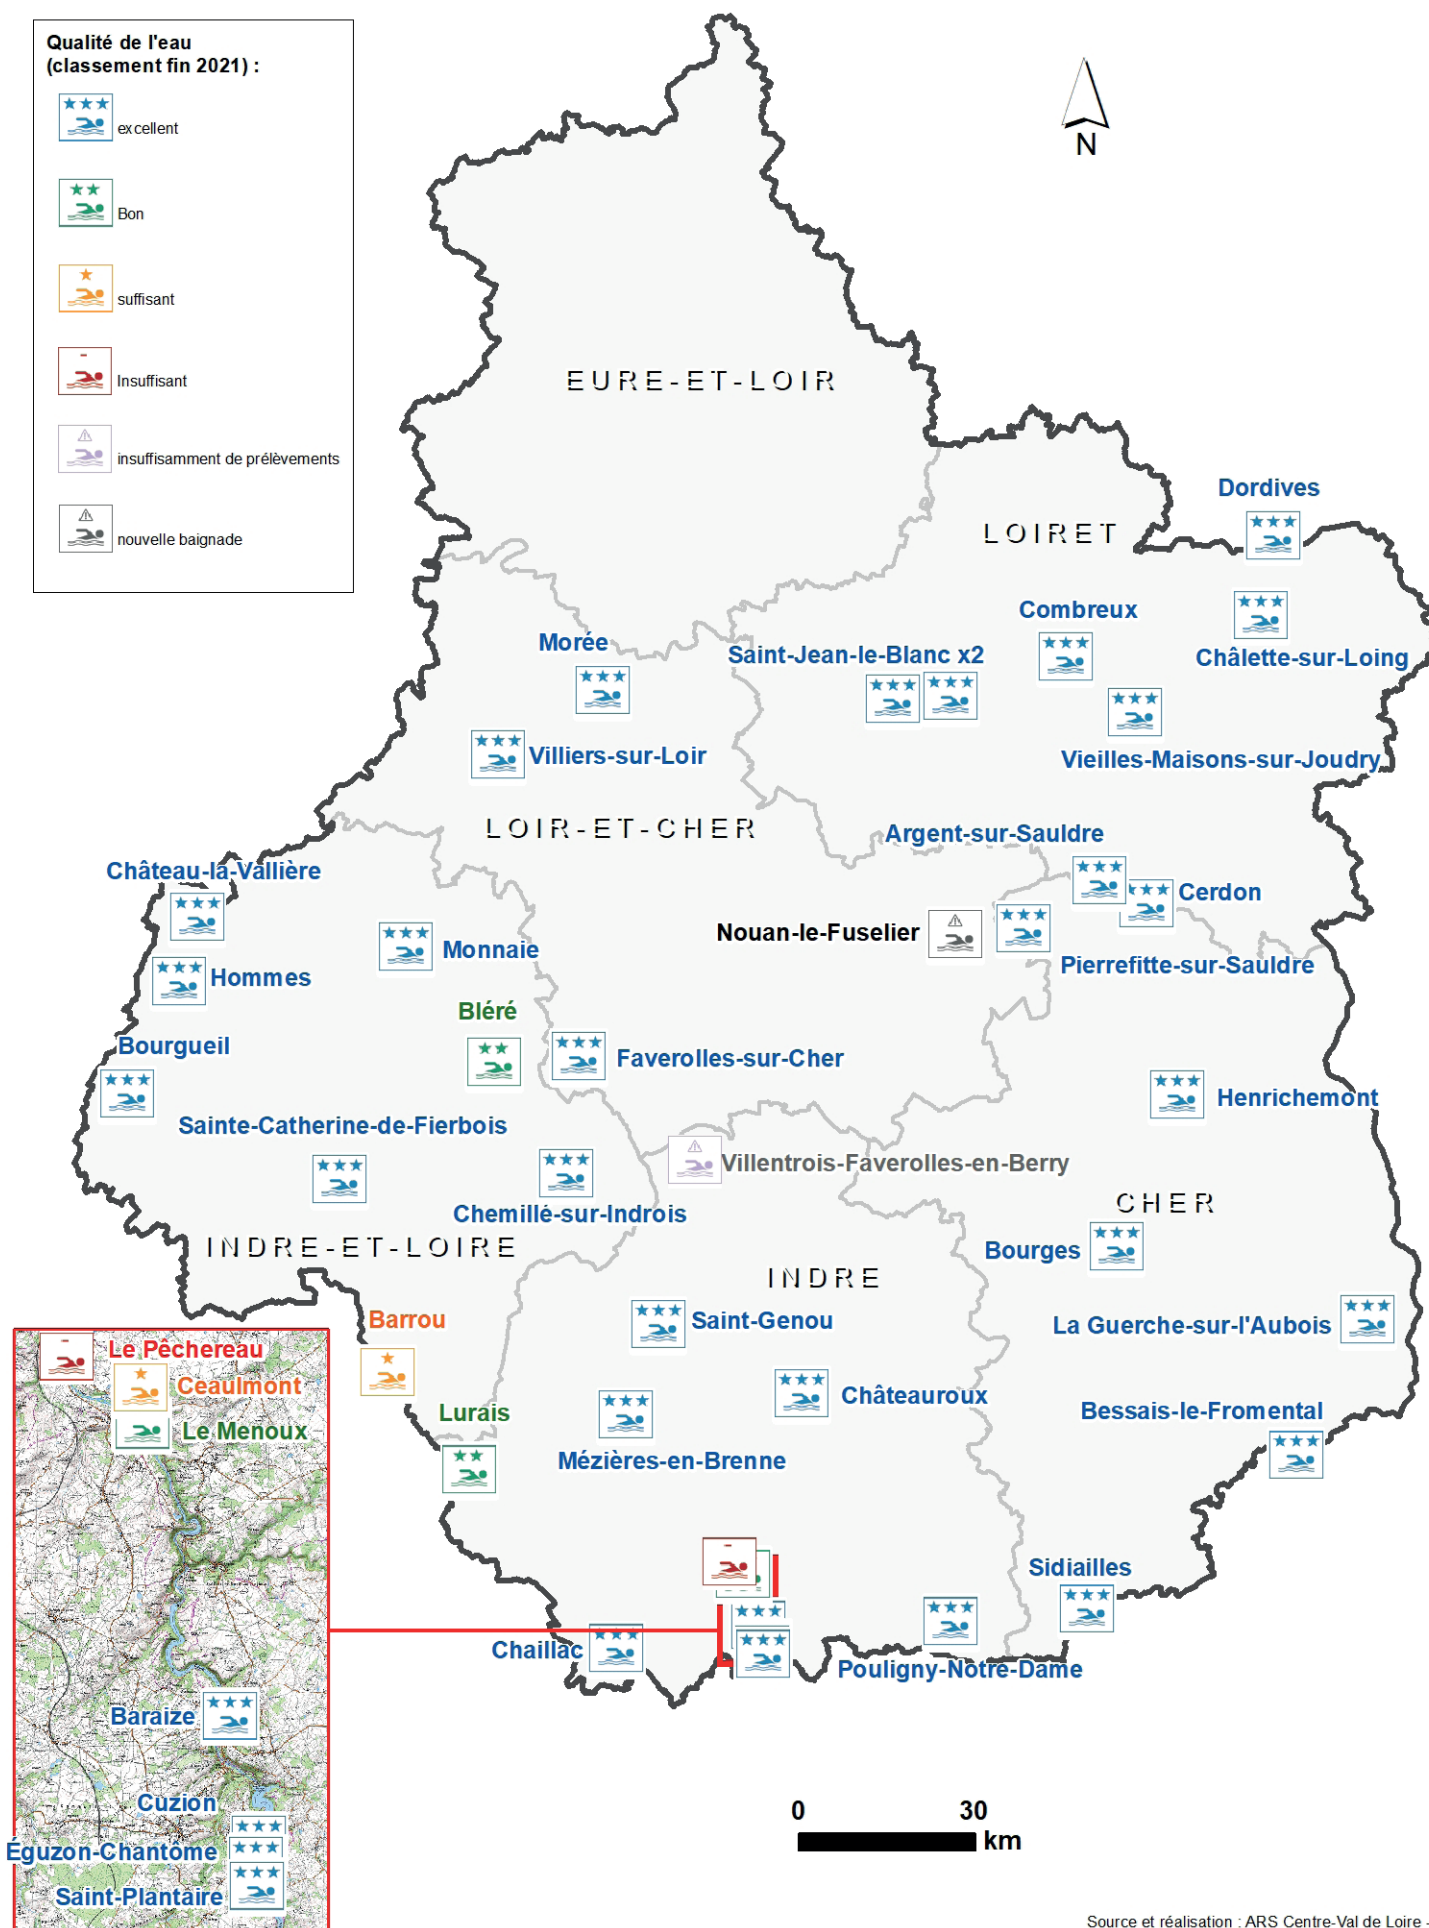 Qualité de l'eau
(classement fin 2021) :
excellent
Bon
suffisant
Insuffisant
insuffisamment de prélèvements
nouvelle baignade
N
EURE-ET-LOIR
Dordives
LOIRET
Combreux
Morée
Saint-Jean-le-Blanc x2
Châlette-sur-Loing
Villiers-sur-Loir
Vieilles-Maisons-sur-Joudry
LOIR-ET-CHER
Argent-sur-Sauldre
Château-la-Vallière
Cerdon
Nouan-le-Fuselier
Monnaie
Pierrefitte-sur-Sauldre
Hommes
Bléré
Bourgueil
Faverolles-sur-Cher
Henrichemont
Sainte-Catherine-de-Fierbois
Villentrois-Faverolles-en-Berry
CHER
Chemillé-sur-Indrois
INDRE-ET-LOIRE
Bourges
INDRE
Barrou
Saint-Genou
La Guerche-sur-l'Aubois
Le Pêchereau
Ceaulmont
Châteauroux
Lurais
Bessais-le-Fromental
Le Menoux
Mézières-en-Brenne
Sidiailles
Chaillac
Pouligny-Notre-Dame
Baraize
Cuzion
Éguzon-Chantôme
Saint-Plantaire
0 30
km
Source et réalisation : ARS Centre-Val de Loire -